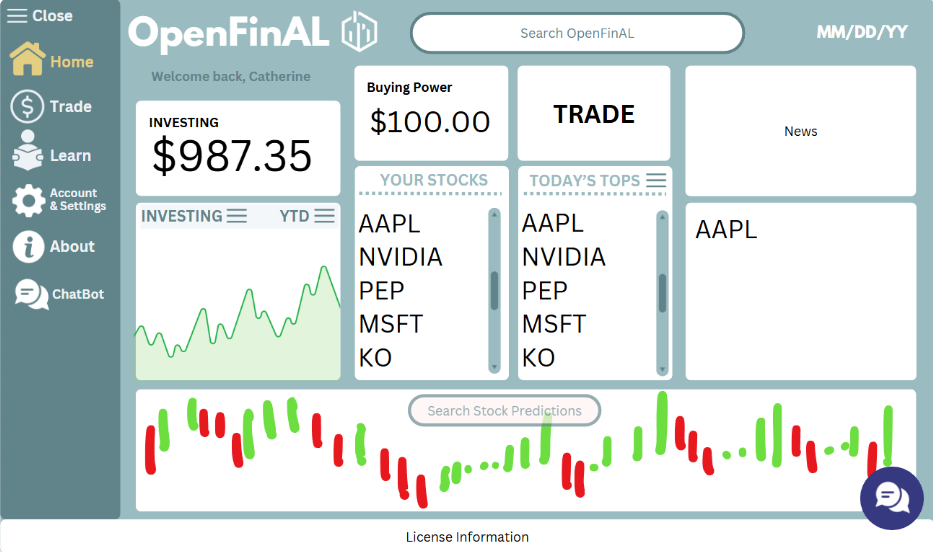 Close
Home
Trade
Learn
Account
& Settings
About
ChatBot
OpenFinAL
Search OpenFinAL
MM/DD/YY
Welcome back, Catherine
INVESTING
$987.35
Buying Power
$100.00
TRADE
News
INVESTING
YTD
YOUR STOCKS
AAPL
NVIDIA
PEP
MSFT
KO
TODAY'S TOPS
AAPL
NVIDIA
PEP
MSFT
KO
AAPL
Search Stock Predictions
License Information